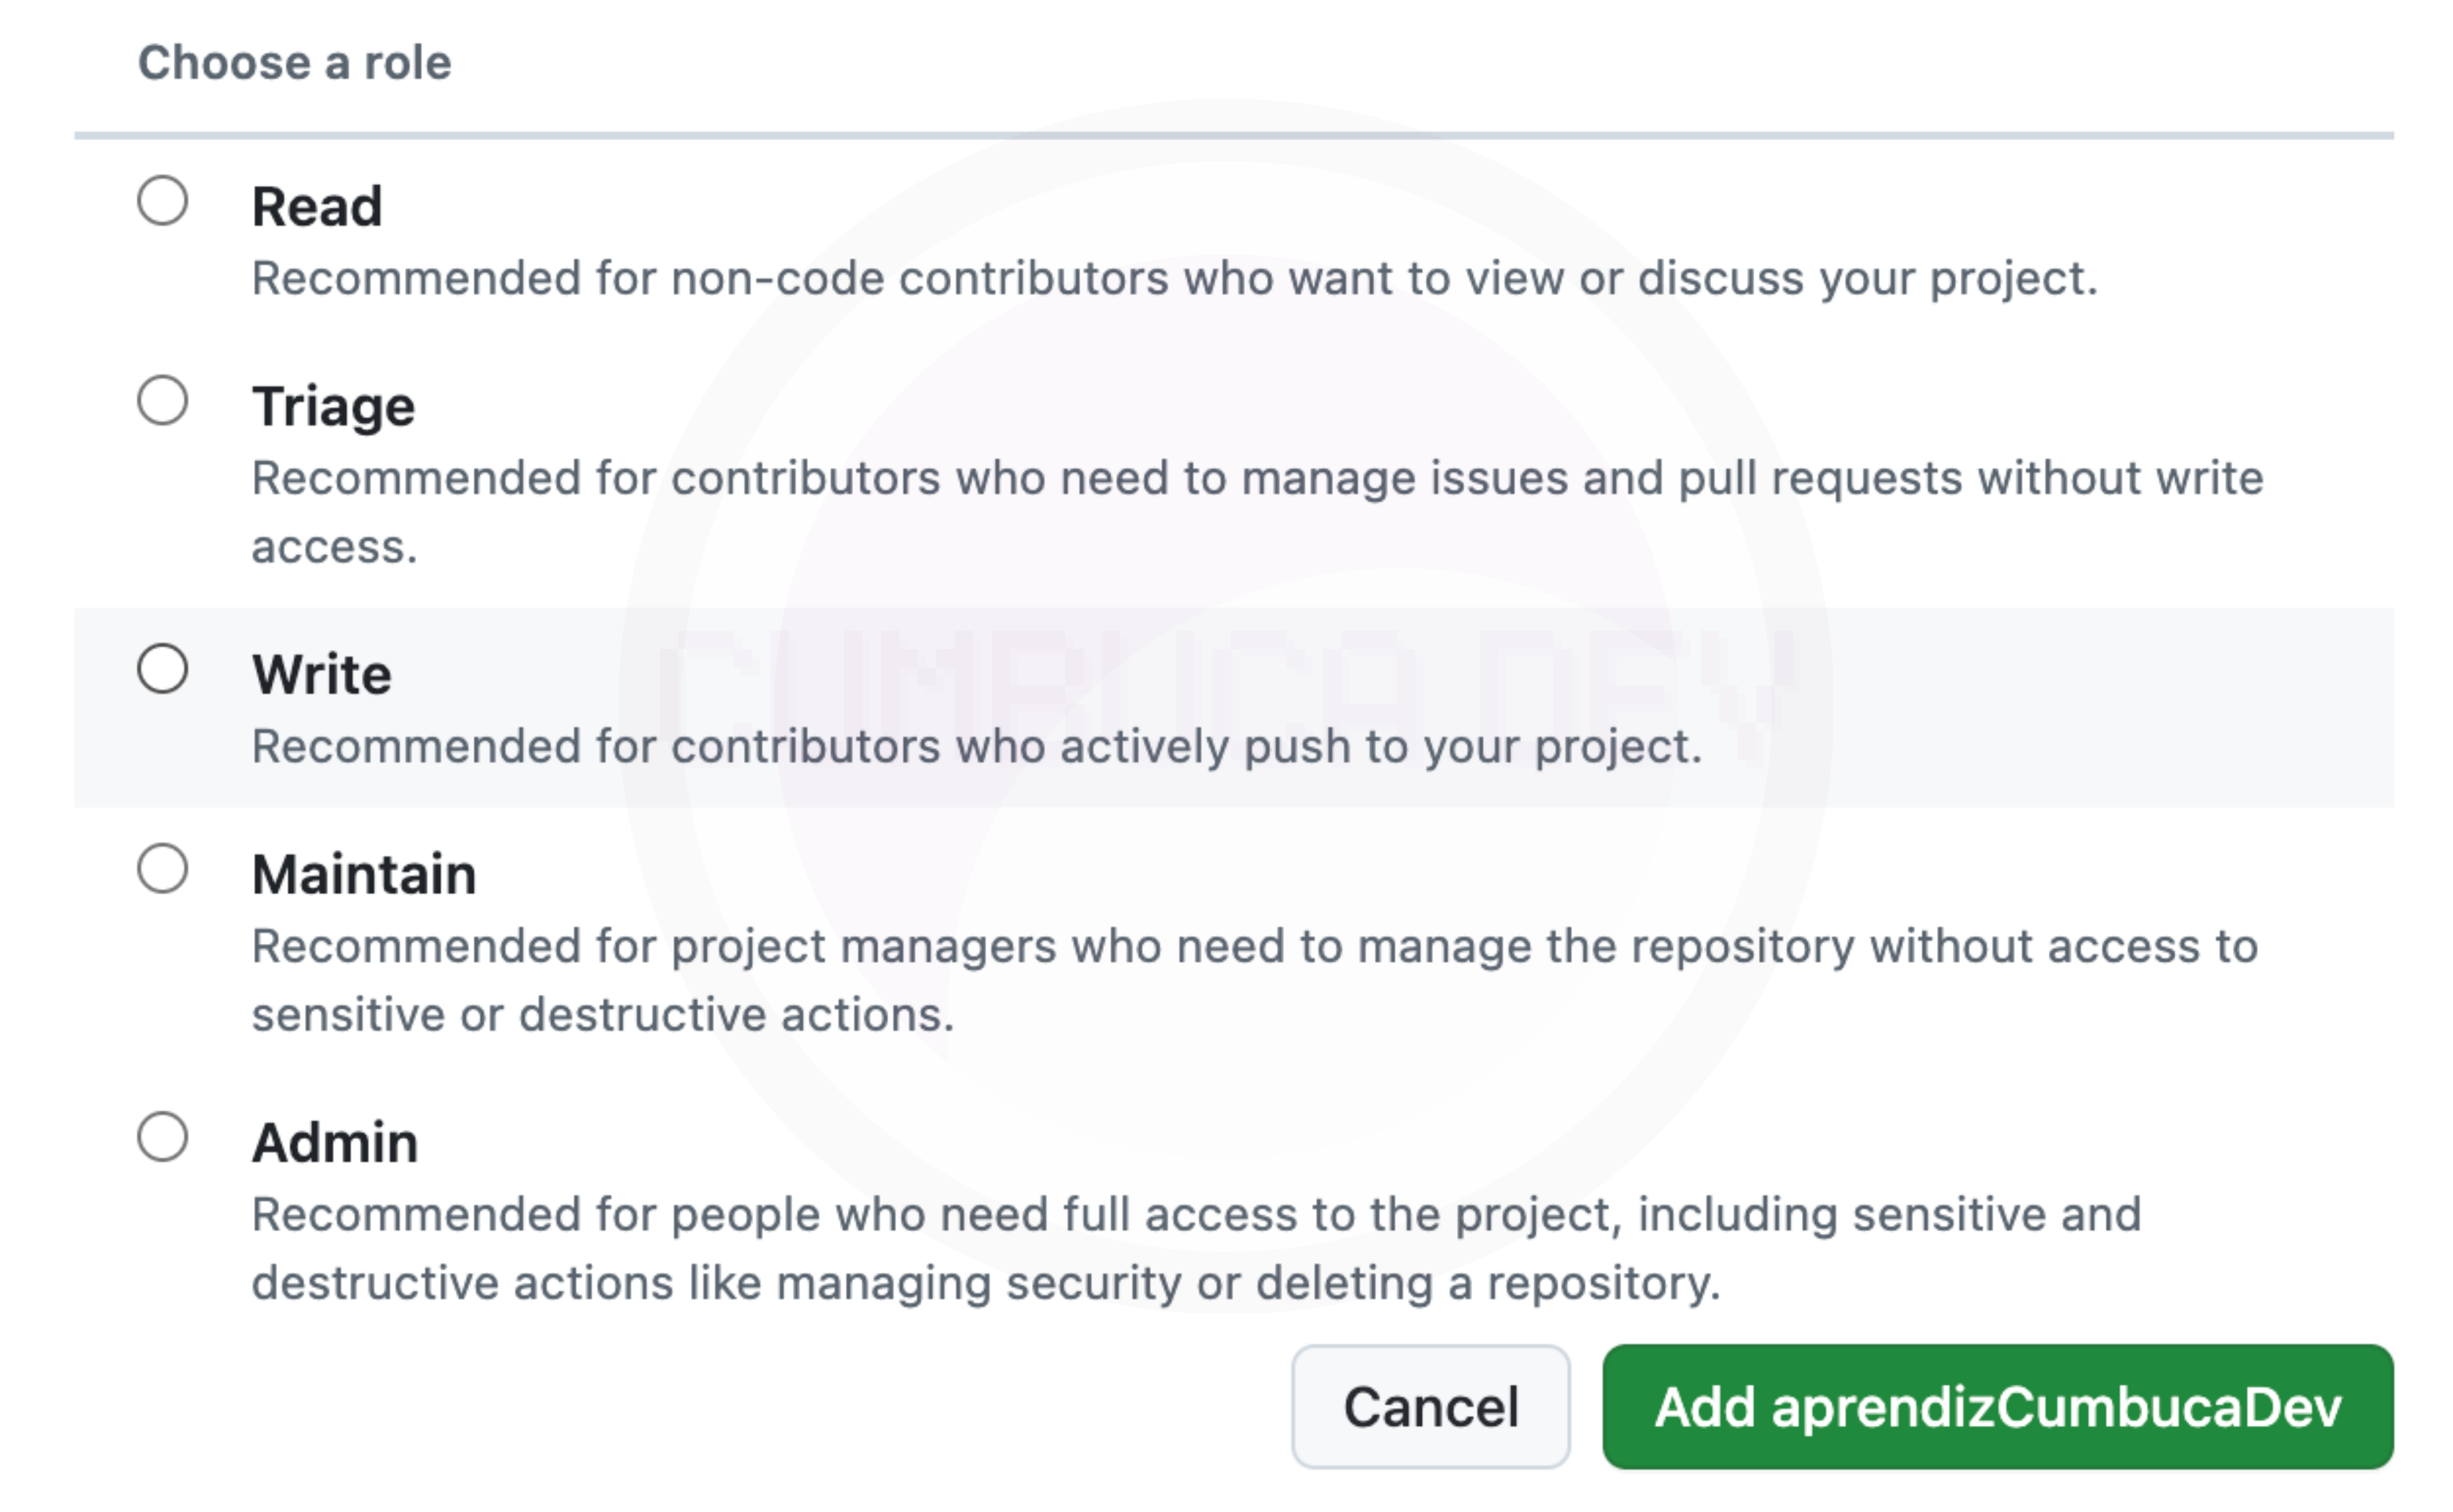 Choose a role
Read
Recommended for non-code contributors who want to view or discuss your project.
Triage
Recommended for contributors who need to manage issues and pull requests without write
access.
Write
Recommended for contributors who actively push to your project.
CUMBUCA DEV
Maintain
Recommended for project managers who need to manage the repository without access to
sensitive or destructive actions.
Admin
Recommended for people who need full access to the project, including sensitive and
destructive actions like managing security or deleting a repository.
Cancel
Add aprendizCumbucaDev